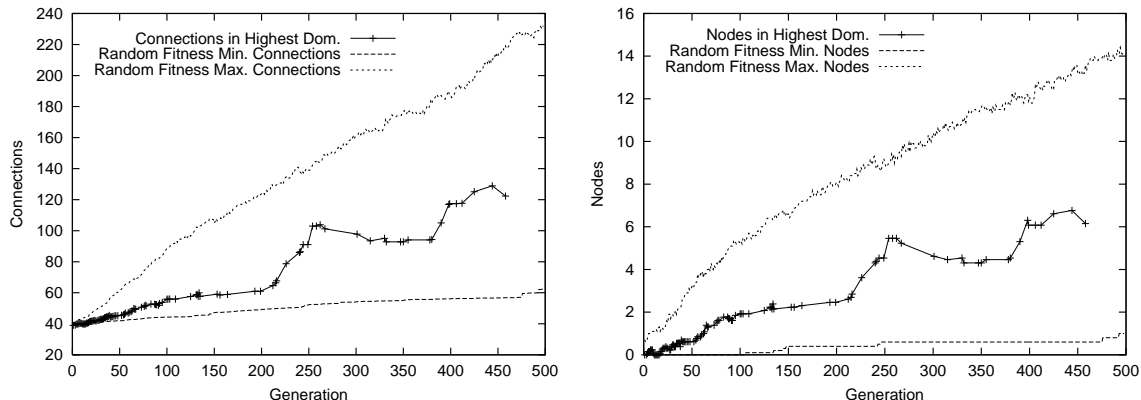 240
220
200
180
160
140
120
100
80
60
40
20
Connections
Connections in Highest Dom.
Random Fitness Min. Connections
Random Fitness Max. Connections
0 50 100 150 200 250 300 350 400 450 500
Generation
16
14
12
10
8
6
4
2
0
Nodes
Nodes in Highest Dom.
Random Fitness Min. Nodes
Random Fitness Max. Nodes
0 50 100 150 200 250 300 350 400 450 500
Generation